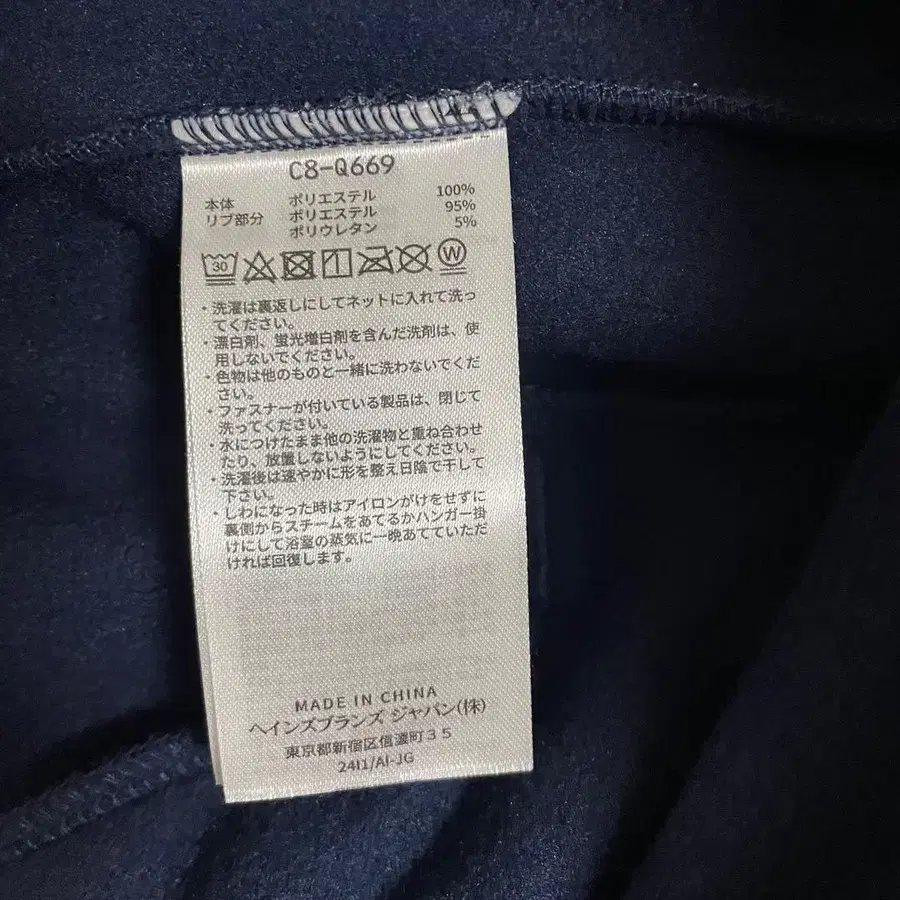 C8-Q669
本体 ポリエステル 100%
リブ部分 ポリエステル 95%
ポリウレタン 5%
30 W
・洗濯は裏返しにしてネットに入れて洗っ
てください。
・漂白剤、蛍光増白剤を含んだ洗剤は、使
用しないでください。
・色物は他のものと一緒に洗わないでくだ
さい。
・ファスナーが付いている製品は、閉じて
洗ってください。
・水につけたまま他の洗濯物と重ね合わせ
たり、放置しないようにしてください。
・洗濯後は速やかに形を整え日陰で干して
下さい。
・しわになった時はアイロンがけをせずに
裏側からスチームをあてるかハンガー掛
けにして浴室の蒸気に一晩あてていただ
ければ回復します。
MADE IN CHINA
ヘインズブランズ ジャパン(株)
東京都新宿区信濃町35
24I1/AI-JG